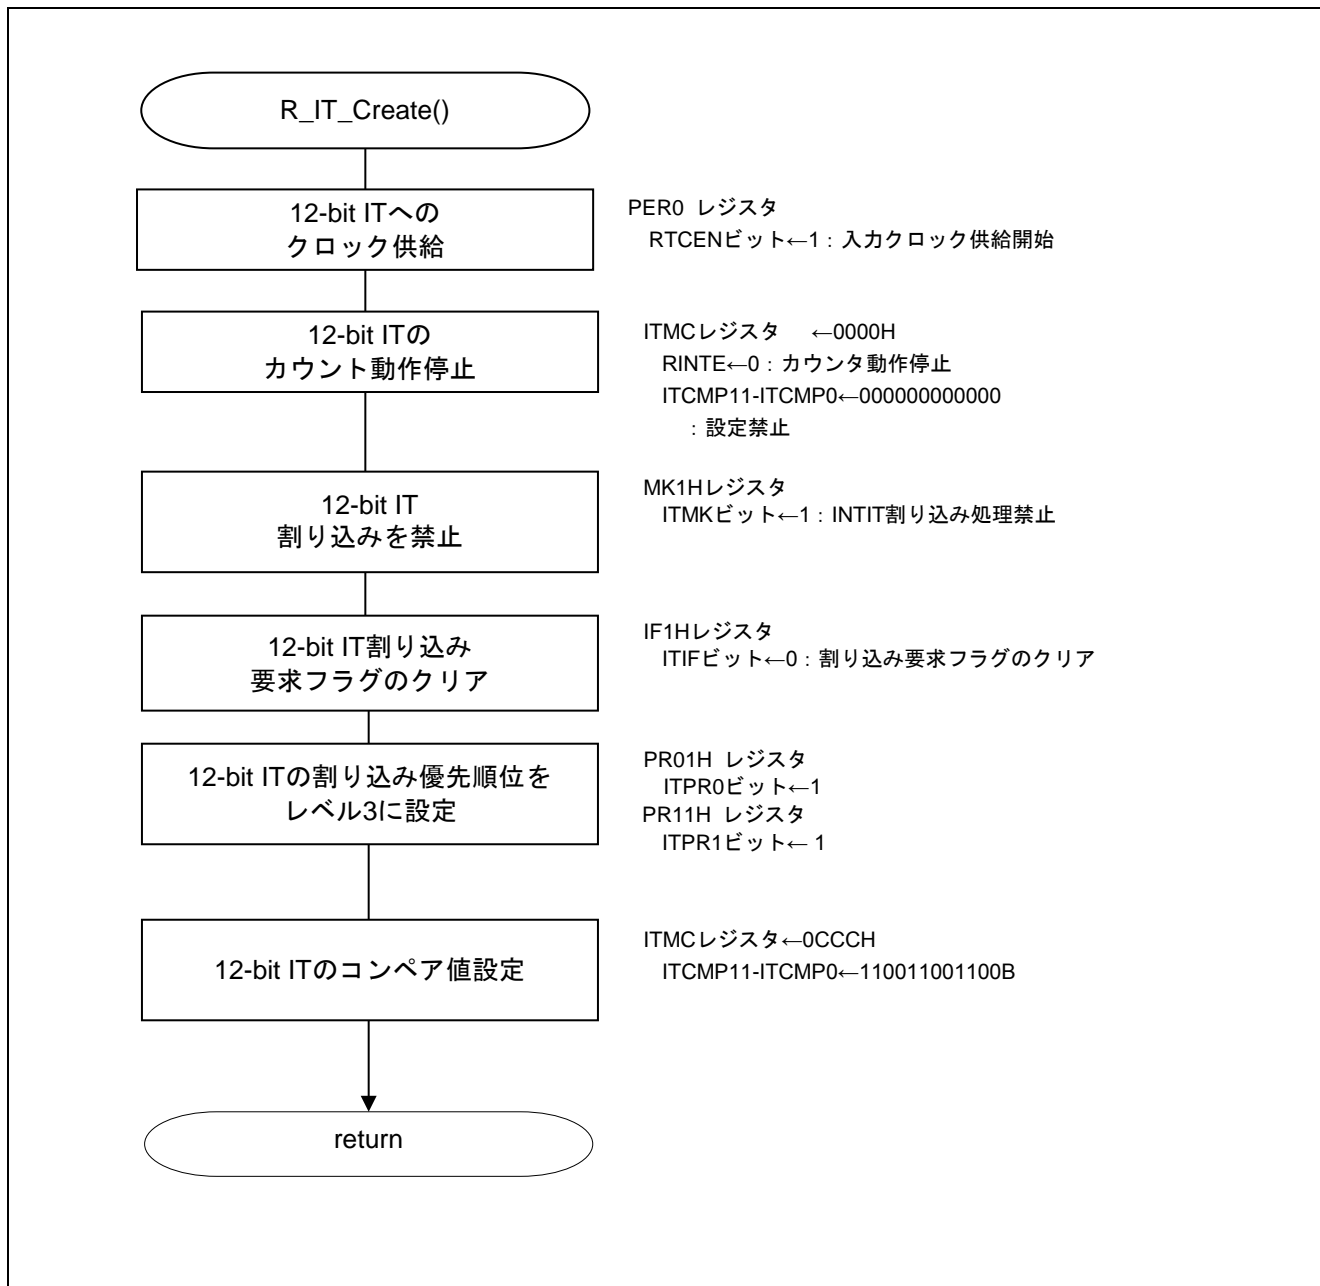 R_IT_Create()
12-bit ITへの
クロック供給
PER0 レジスタ
RTCENビット←1：入力クロック供給開始
12-bit ITの
カウント動作停止
ITMCレジスタ ←0000H
RINTE←0：カウンタ動作停止
ITCMP11-ITCMP0←000000000000
：設定禁止
12-bit IT
割り込みを禁止
MK1Hレジスタ
ITMKビット←1：INTIT割り込み処理禁止
12-bit IT割り込み
要求フラグのクリア
IF1Hレジスタ
ITIFビット←0：割り込み要求フラグのクリア
12-bit ITの割り込み優先順位を
レベル3に設定
PR01H レジスタ
ITPR0ビット←1
PR11H レジスタ
ITPR1ビット← 1
12-bit ITのコンペア値設定
ITMCレジスタ←0CCCH
ITCMP11-ITCMP0←110011001100B
return